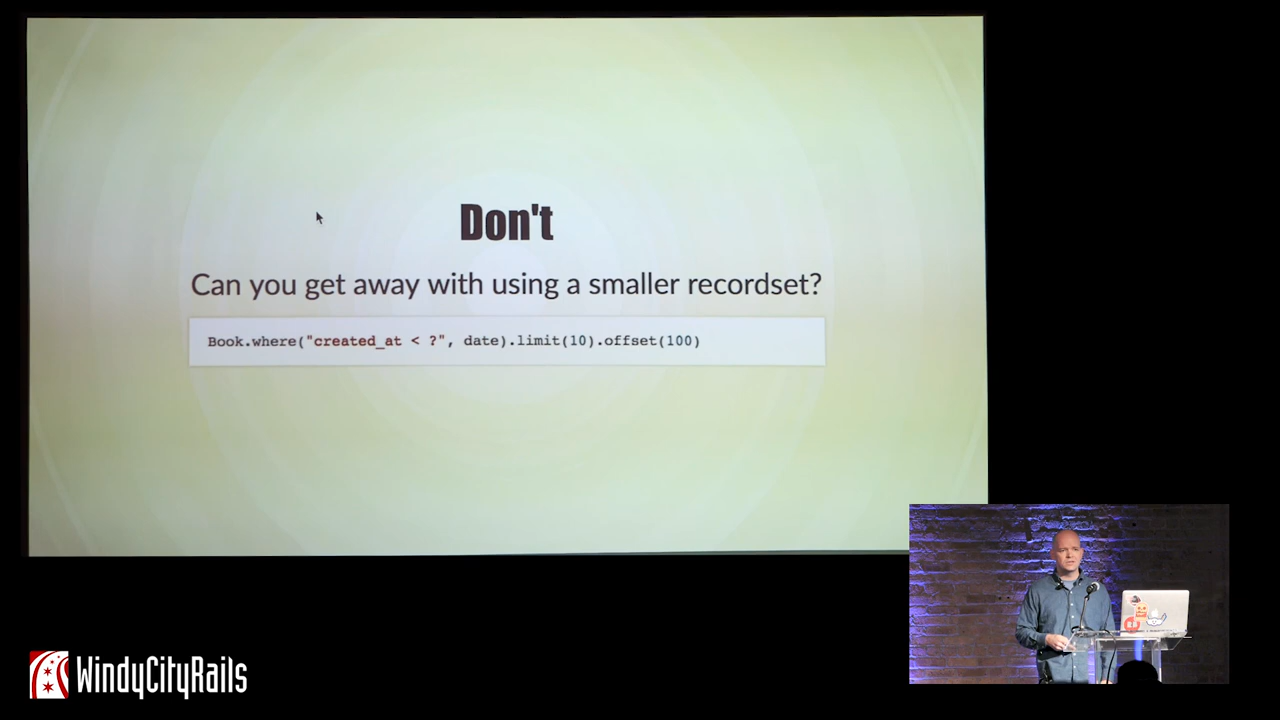 Don't
Can you get away with using a smaller recordset?
Book.where("created_at < ?", date).limit(10).offset(100)
WindyCityRails